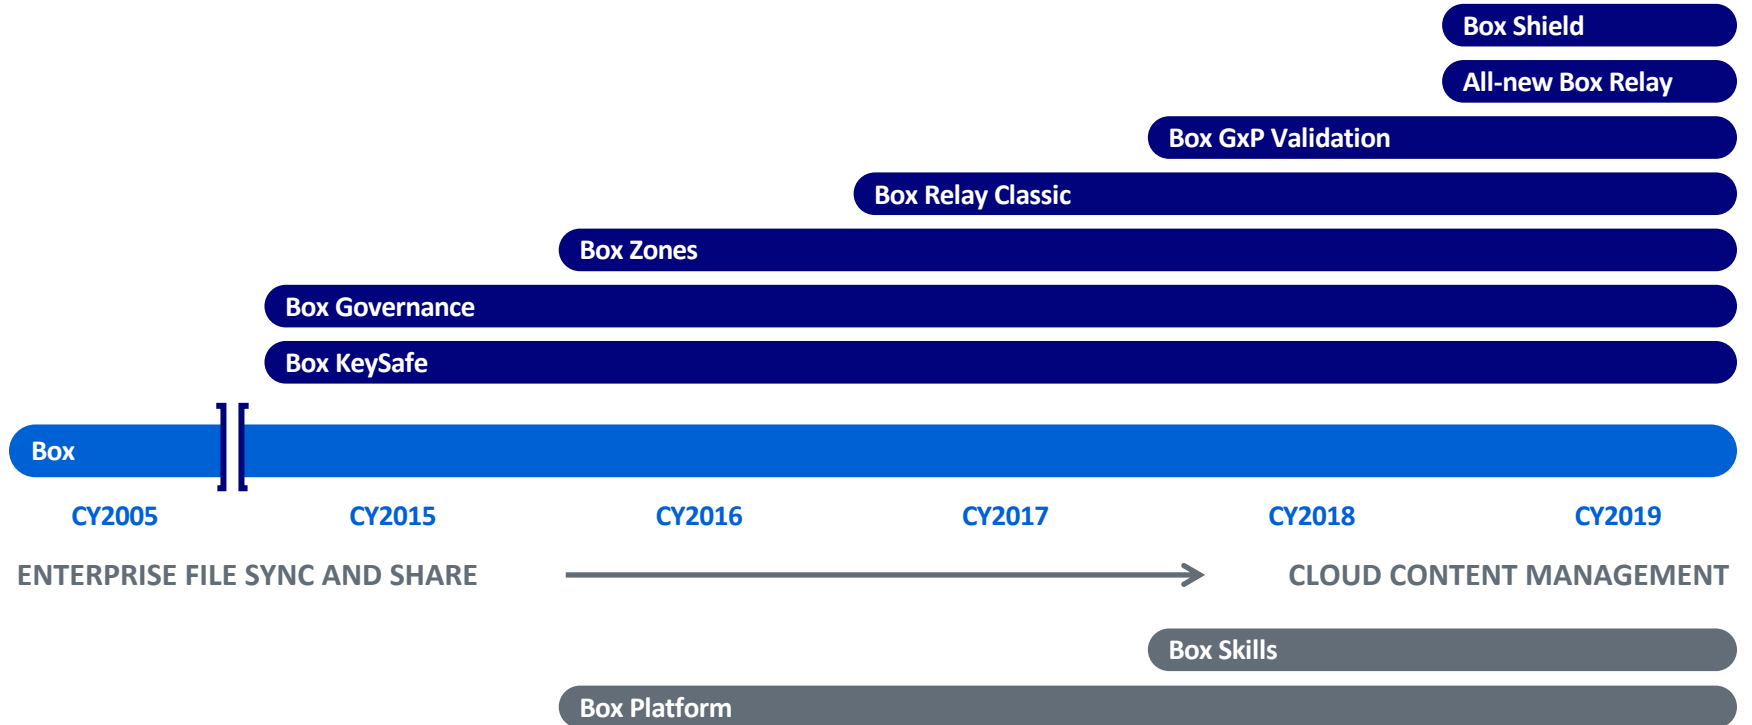 Box Shield
All-new Box Relay
Box GxP Validation
Box Relay Classic
Box Zones
Box Governance
Box KeySafe
Box
CY2005 CY2015 CY2016 CY2017 CY2018 CY2019
ENTERPRISE FILE SYNC AND SHARE CLOUD CONTENT MANAGEMENT
Box Skills
Box Platform